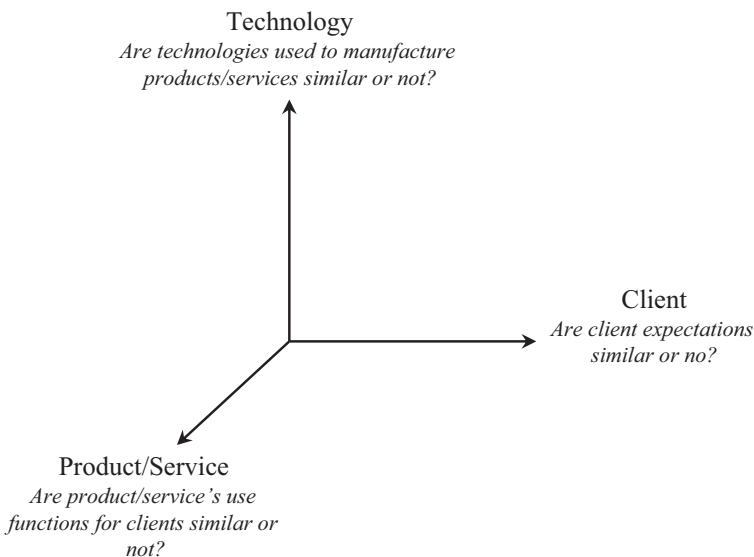 Technology
Are technologies used to manufacture
products/services similar or not?
Client
Are client expectations
similar or no?
Product/Service
Are product/service’s use
functions for clients similar or
not?